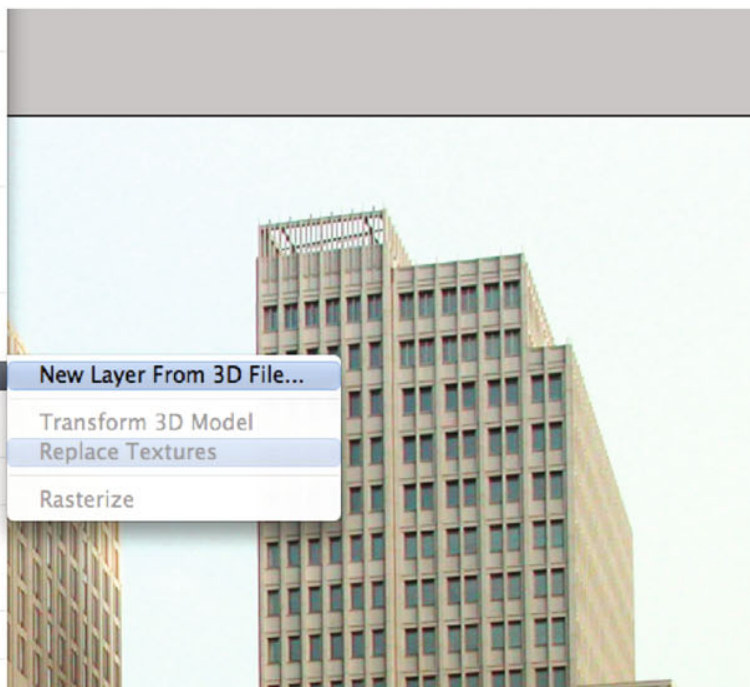 New Layer From 3D File...
Transform 3D Model
Replace Textures
Rasterize